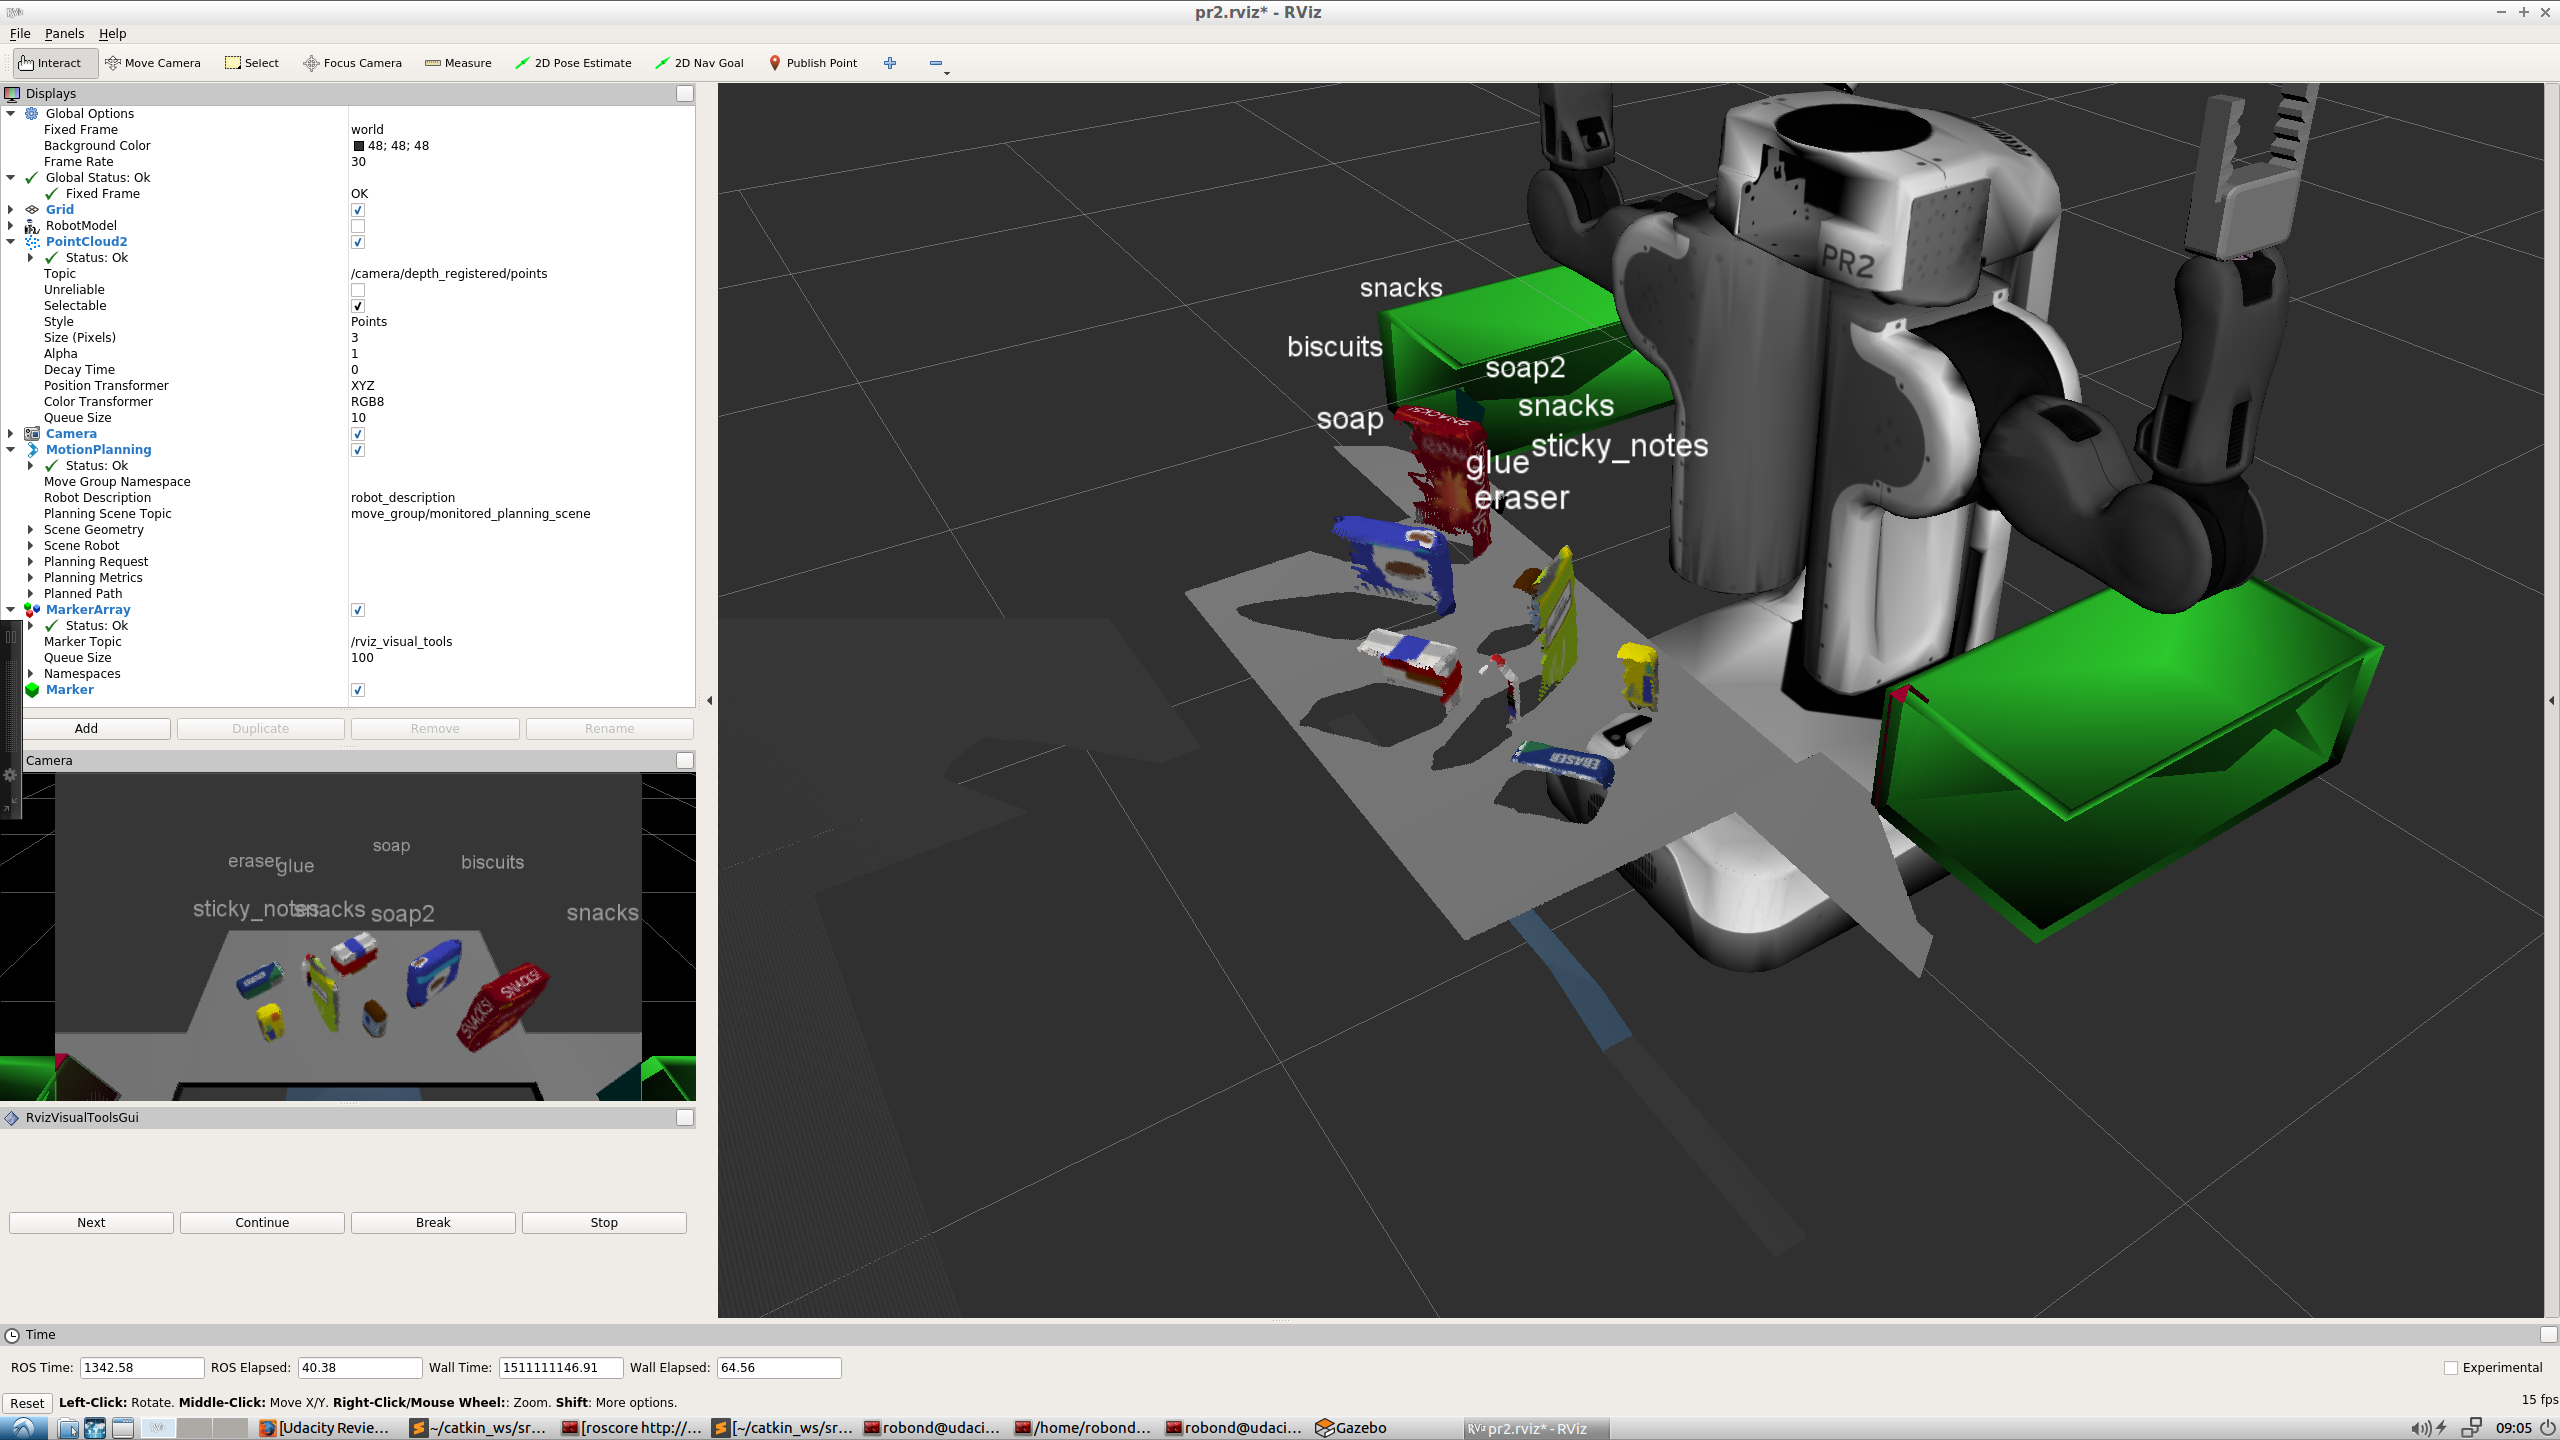 pr2.rviz* - RViz
File Panels Help
Interact Move Camera Select Focus Camera Measure 2D Pose Estimate 2D Nav Goal Publish Point
Displays
Global Options
Fixed Frame world
Background Color 48; 48; 48
Frame Rate 30
Global Status: Ok
Fixed Frame OK
Grid
RobotModel
PointCloud2
Status: Ok
Topic /camera/depth_registered/points
Unreliable
Selectable
Style Points
Size (Pixels) 3
Alpha 1
Decay Time 0
Position Transformer XYZ
Color Transformer RGB8
Queue Size 10
Camera
MotionPlanning
Status: Ok
Move Group Namespace
Robot Description robot_description
Planning Scene Topic move_group/monitored_planning_scene
Scene Geometry
Scene Robot
Planning Request
Planning Metrics
Planned Path
MarkerArray
Status: Ok
Marker Topic /rviz_visual_tools
Queue Size 100
Namespaces
Marker
Add Duplicate Remove Rename
Camera
soap
eraser
glue
biscuits
sticky_notes
snacks
soap2
snacks
ERASER
SNACKS!
SNACKS!
RvizVisualToolsGui
Next Continue Break Stop
PR2
snacks
biscuits
soap2
snacks
soap
sticky_notes
glue
eraser
SNACKS!
ERASER
Time
ROS Time: 1342.58 ROS Elapsed: 40.38 Wall Time: 1511111146.91 Wall Elapsed: 64.56 Experimental
Reset Left-Click: Rotate. Middle-Click: Move X/Y. Right-Click/Mouse Wheel:: Zoom. Shift: More options. 15 fps
[Udacity Revie... ~/catkin_ws/sr... [roscore http://... [~/catkin_ws/sr... robond@udaci... /home/robond... robond@udaci... Gazebo pr2.rviz* - RViz 09:05